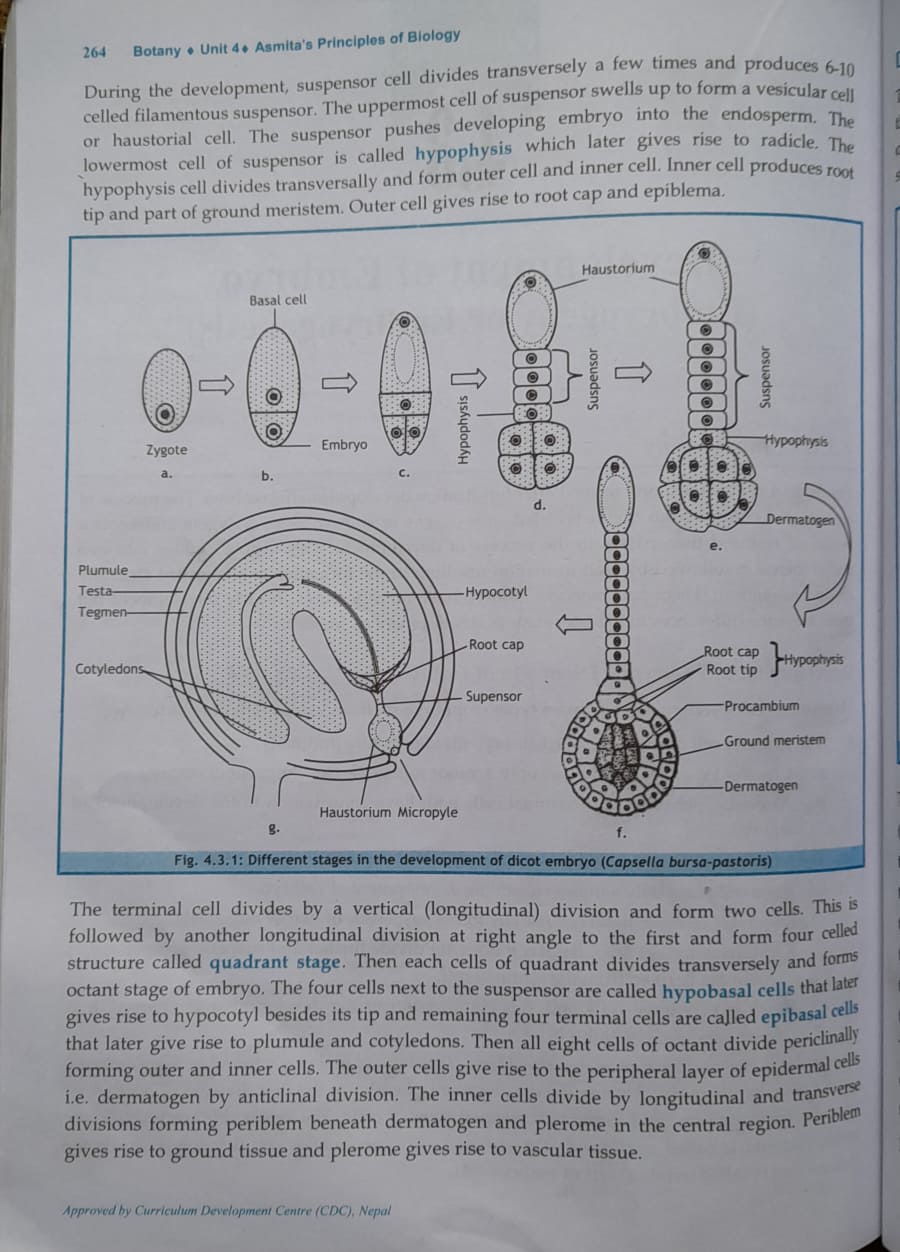 264 Botany ♦ Unit 4♦ Asmita's Principles of Biology
During the development, suspensor cell divides transversely a few times and produces 6-10
celled filamentous suspensor. The uppermost cell of suspensor swells up to form a vesicular cell
or haustorial cell. The suspensor pushes developing embryo into the endosperm. The
lowermost cell of suspensor is called hypophysis which later gives rise to radicle. The
hypophysis cell divides transversally and form outer cell and inner cell. Inner cell produces root
tip and part of ground meristem. Outer cell gives rise to root cap and epiblema.
Haustorium
Basal cell
Suspensor
Suspensor
Hypophysis
Embryo
Zygote
Hypophysis
a.
b.
c.
d.
Dermatogen
e.
Plumule
Testa
Tegmen
Hypocotyl
Root cap
Cotyledons
Supensor
Root cap
Root tip
Hypophysis
Procambium
Ground meristem
Dermatogen
Haustorium Micropyle
g.
f.
Fig. 4.3.1: Different stages in the development of dicot embryo (Capsella bursa-pastoris)
The terminal cell divides by a vertical (longitudinal) division and form two cells. This is
followed by another longitudinal division at right angle to the first and form four celled
structure called quadrant stage. Then each cells of quadrant divides transversely and forms
octant stage of embryo. The four cells next to the suspensor are called hypobasal cells that later
gives rise to hypocotyl besides its tip and remaining four terminal cells are called epibasal cells
that later give rise to plumule and cotyledons. Then all eight cells of octant divide periclinally
forming outer and inner cells. The outer cells give rise to the peripheral layer of epidermal cells
i.e. dermatogen by anticlinal division. The inner cells divide by longitudinal and transverse
divisions forming periblem beneath dermatogen and plerome in the central region. Periblem
gives rise to ground tissue and plerome gives rise to vascular tissue.
Approved by Curriculum Development Centre (CDC), Nepal